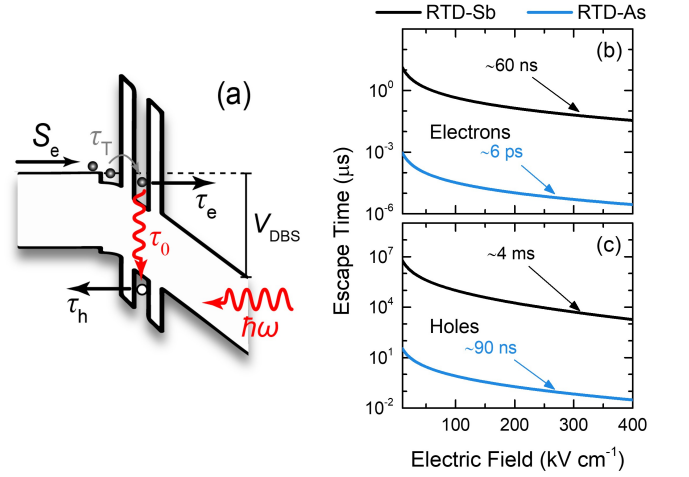 RTD-Sb RTD-As
(a)
S_e
τ_T
τ_e
V_DBS
τ_0
τ_h
ħω
Escape Time (μs)
(b)
10^0
10^-3
10^-6
~60 ns
Electrons
~6 ps
(c)
10^7
10^4
10^1
10^-2
~4 ms
Holes
~90 ns
100 200 300 400
Electric Field (kV cm^-1)